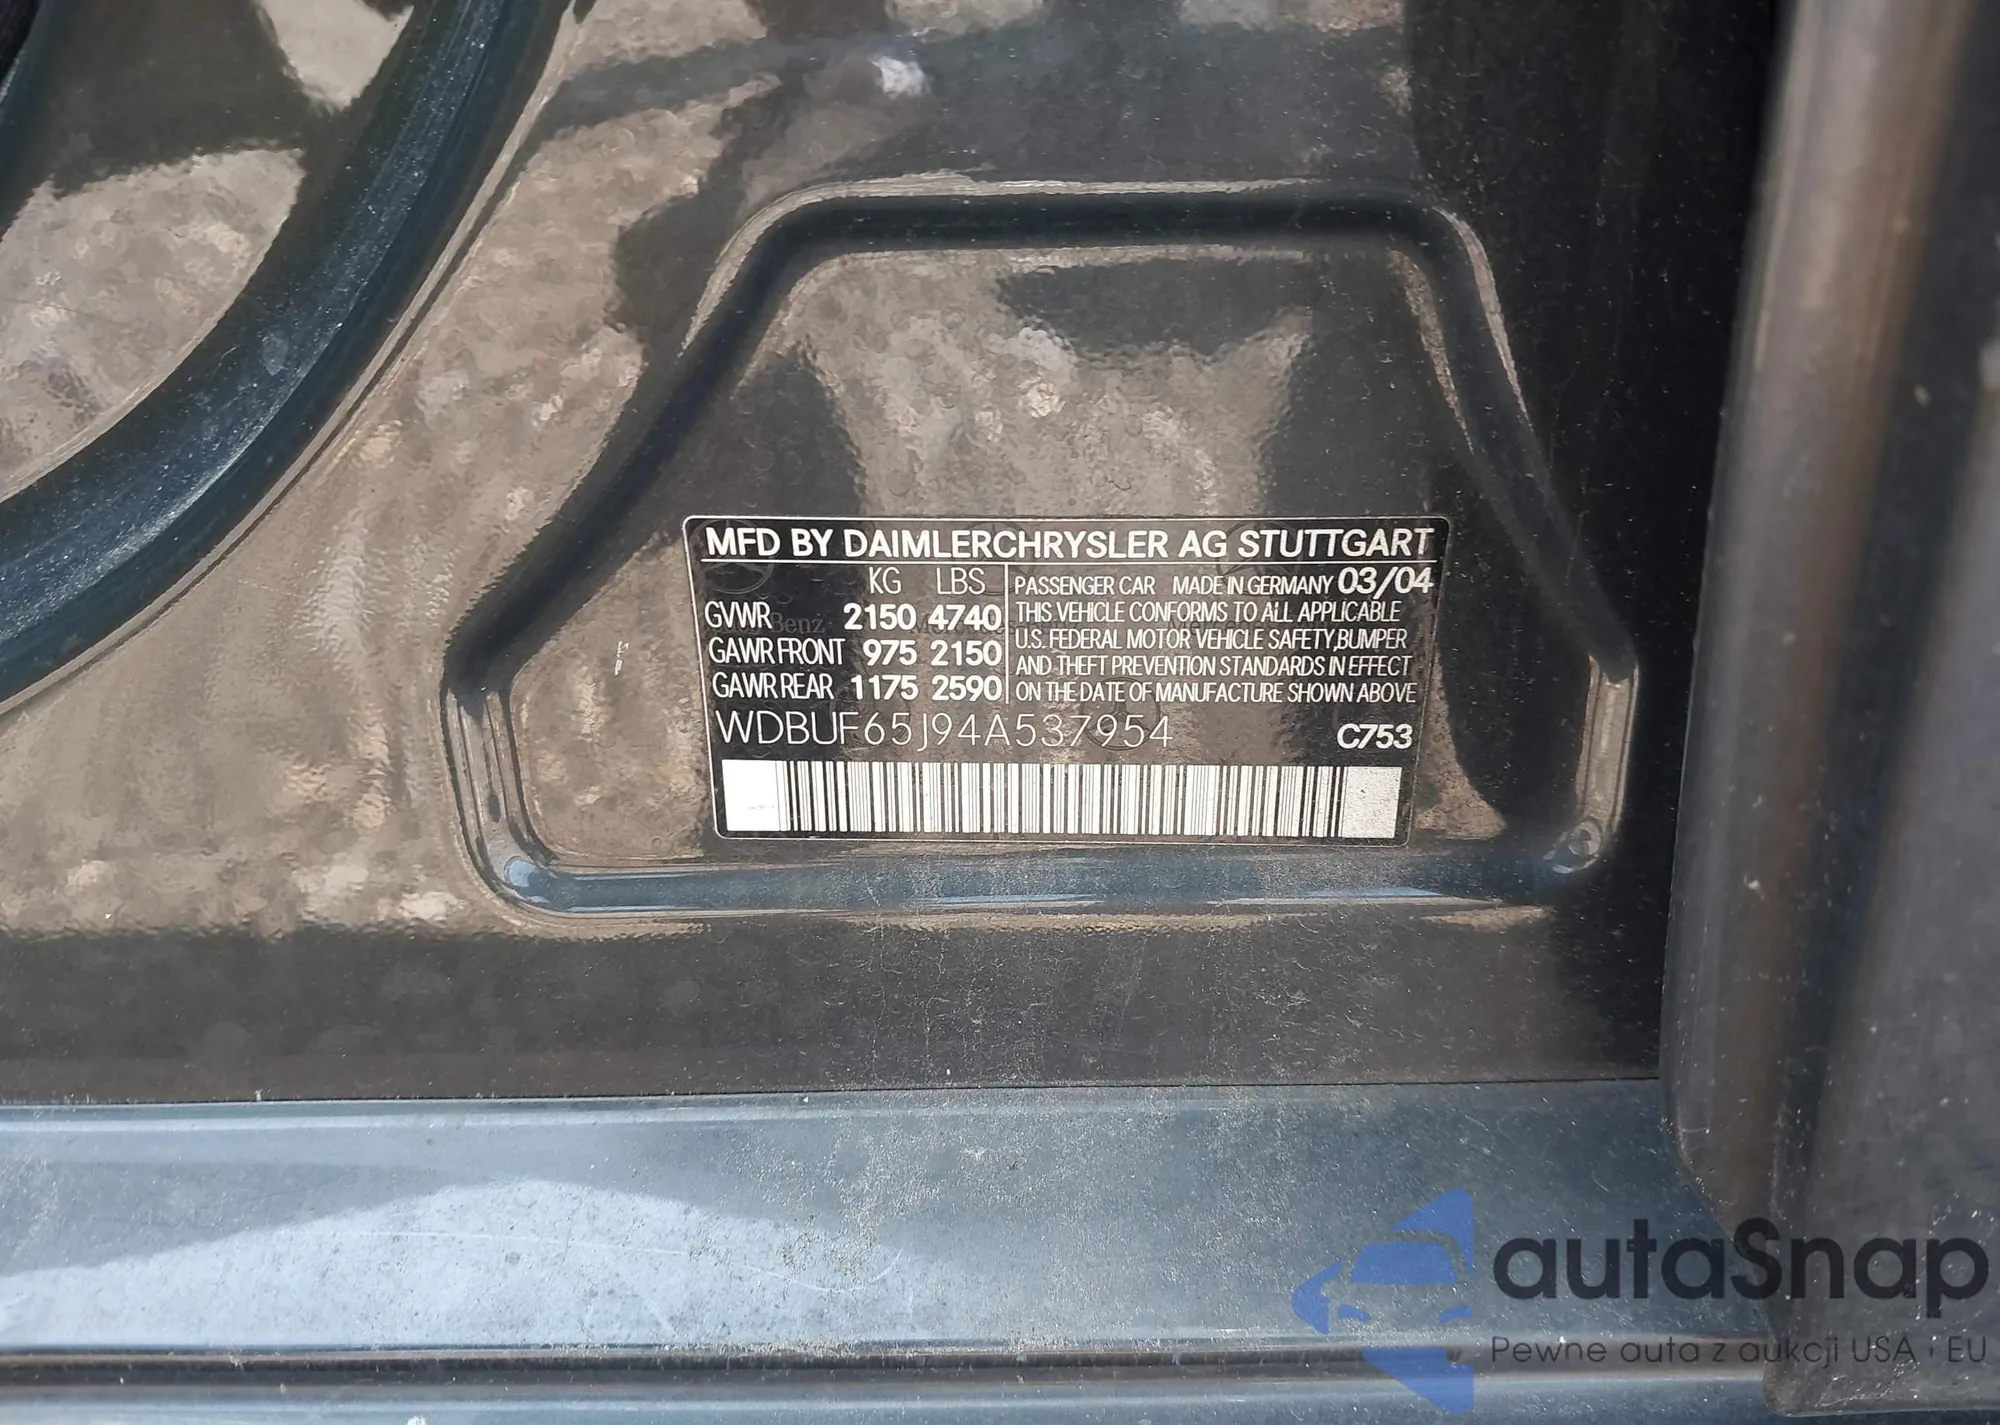 MFD BY DAIMLERCHRYSLER AG STUTTGART
KG LBS
GVWR 2150 4740
GAWR FRONT 975 2150
GAWR REAR 1175 2590
PASSENGER CAR MADE IN GERMANY 03/04
THIS VEHICLE CONFORMS TO ALL APPLICABLE
U.S. FEDERAL MOTOR VEHICLE SAFETY, BUMPER
AND THEFT PREVENTION STANDARDS IN EFFECT
ON THE DATE OF MANUFACTURE SHOWN ABOVE
WDBUF65J94A537954 C753
autaSnap
Pewne auta z aukcji USA i EU